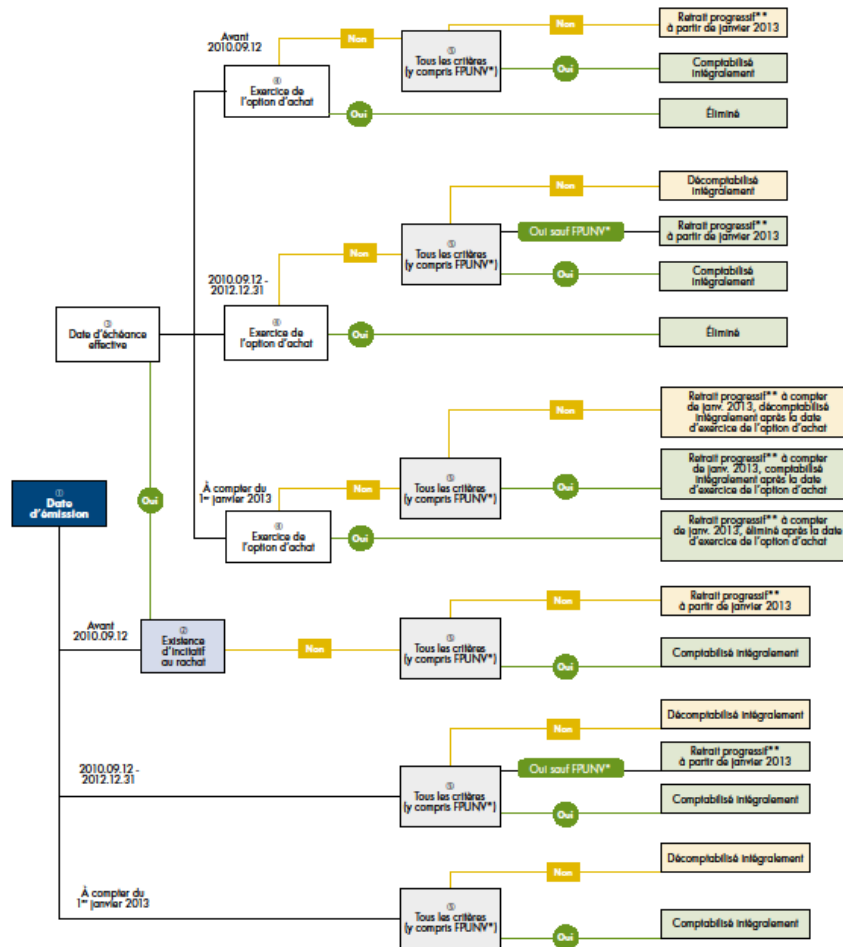 Avant
2010.09.12
Non
④
Exercice de
l'option d'achat
Non
⑤
Tous les critères
(y compris FPUNV*)
Oui
Oui
Retrait progressif**
à partir de janvier 2013
Comptabilisé
intégralement
Éliminé
2010.09.12 -
2012.12.31
Non
④
Exercice de
l'option d'achat
Non
⑤
Tous les critères
(y compris FPUNV*)
Oui sauf FPUNV*
Oui
Oui
Décomptabilisé
intégralement
Retrait progressif**
à partir de janvier 2013
Comptabilisé
intégralement
Éliminé
③
Date d'échéance
effective
À compter du
1er janvier 2013
Non
④
Exercice de
l'option d'achat
Non
⑤
Tous les critères
(y compris FPUNV*)
Oui
Oui
Retrait progressif** à compter
de janv. 2013, décomptabilisé
intégralement après la date
d'exercice de l'option d'achat
Retrait progressif** à compter
de janv. 2013, comptabilisé
intégralement après la date
d'exercice de l'option d'achat
Retrait progressif** à compter
de janv. 2013, éliminé après la date
d'exercice de l'option d'achat
Oui
①
Date
d'émission
Avant
2010.09.12
②
Existence
d'incitatif
au rachat
Non
⑤
Tous les critères
(y compris FPUNV*)
Non
Oui
Retrait progressif**
à partir de janvier 2013
Comptabilisé intégralement
2010.09.12 -
2012.12.31
⑤
Tous les critères
(y compris FPUNV*)
Non
Oui sauf FPUNV*
Oui
Décomptabilisé intégralement
Retrait progressif**
à partir de janvier 2013
Comptabilisé intégralement
À compter du
1er janvier 2013
⑤
Tous les critères
(y compris FPUNV*)
Non
Oui
Décomptabilisé intégralement
Comptabilisé intégralement